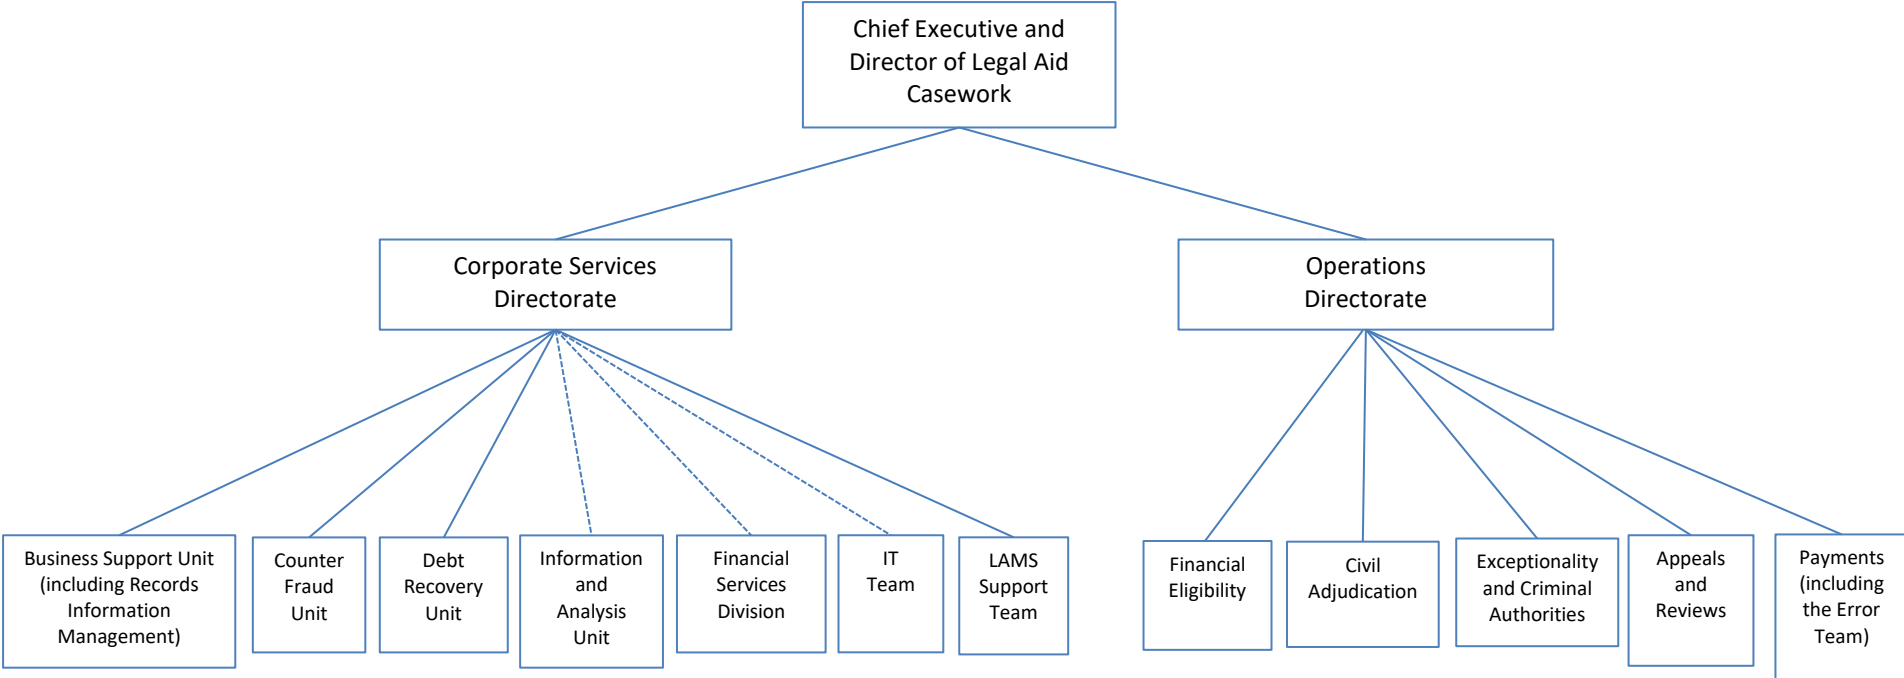 Chief Executive and
Director of Legal Aid
Casework
Corporate Services
Directorate
Operations
Directorate
Business Support Unit
(including Records
Information
Management)
Counter
Fraud
Unit
Debt
Recovery
Unit
Information
and
Analysis
Unit
Financial
Services
Division
IT
Team
LAMS
Support
Team
Financial
Eligibility
Civil
Adjudication
Exceptionality
and Criminal
Authorities
Appeals
and
Reviews
Payments
(including
the Error
Team)